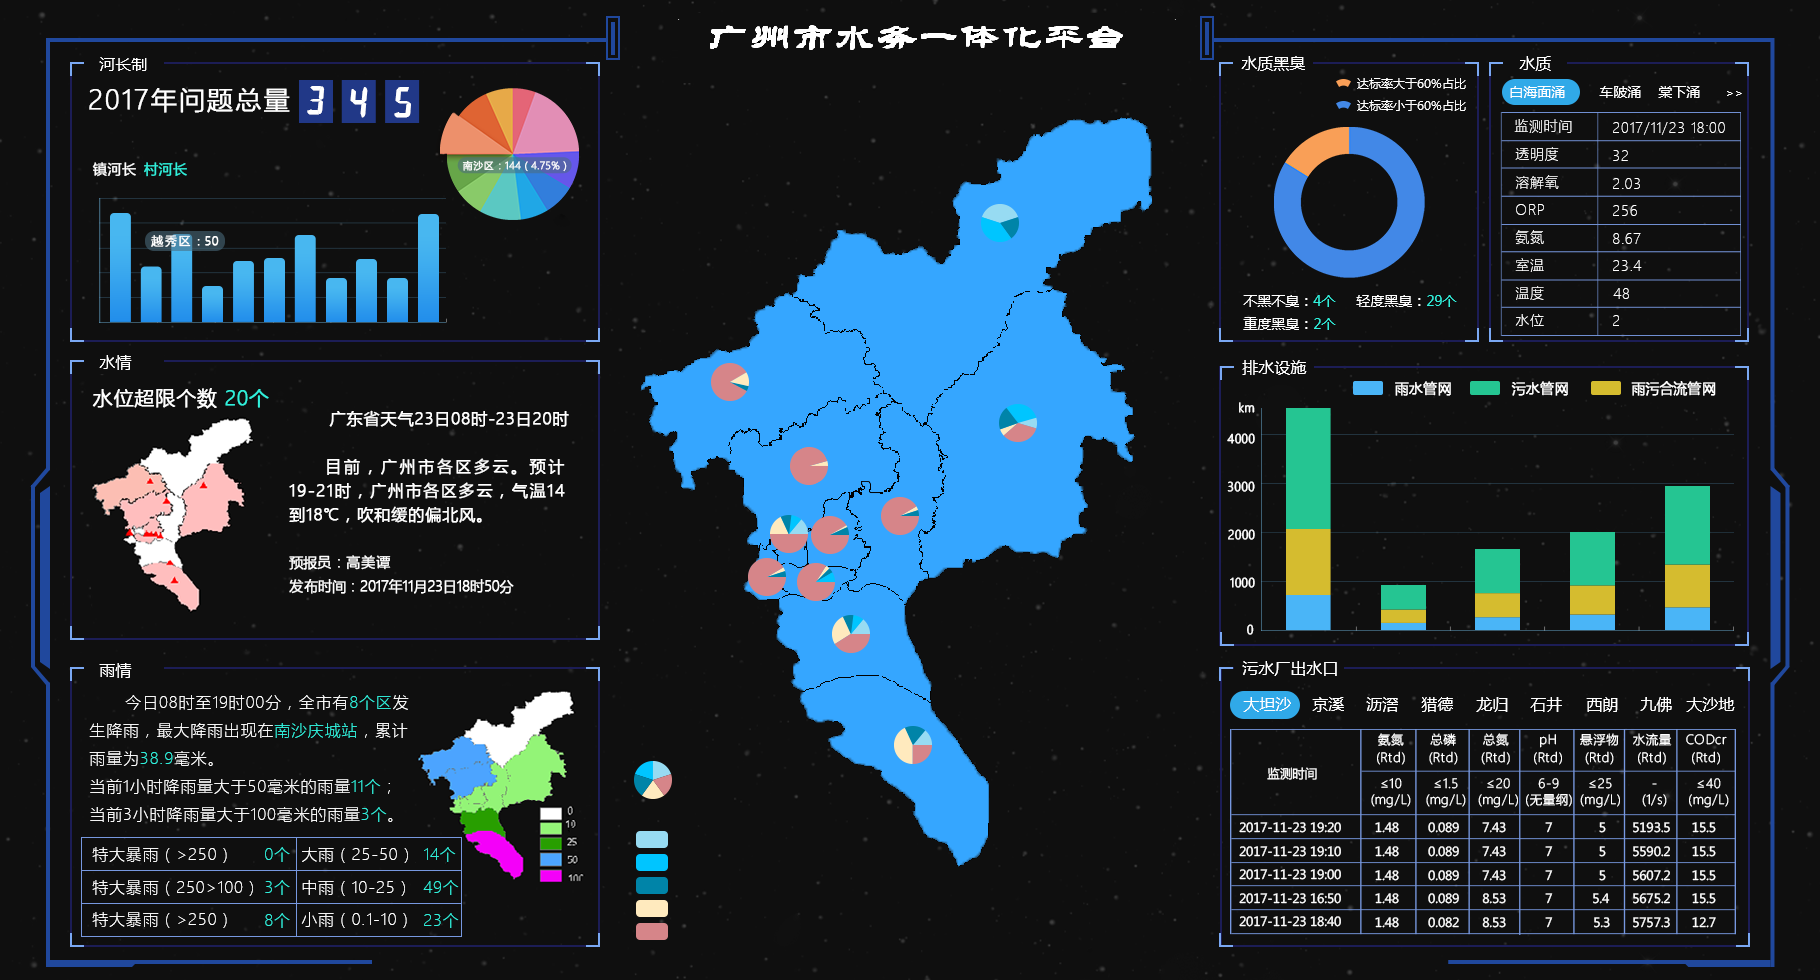 广州市水务一体化平台
河长制
2017年问题总量 3 4 5
南沙区：144（4.75%）
镇河长 村河长
越秀区：50
水情
水位超限个数 20个
广东省天气23日08时-23日20时
目前，广州市各区多云。预计
19-21时，广州市各区多云，气温14
到18℃，吹和缓的偏北风。
预报员：高美谭
发布时间：2017年11月23日18时50分
雨情
今日08时至19时00分，全市有8个区发
生降雨，最大降雨出现在南沙庆城站，累计
雨量为38.9毫米。
当前1小时降雨量大于50毫米的雨量11个；
当前3小时降雨量大于100毫米的雨量3个。
0
10
25
50
100
特大暴雨（>250） 0个 大雨（25-50） 14个
特大暴雨（250>100） 3个 中雨（10-25） 49个
特大暴雨（>250） 8个 小雨（0.1-10） 23个
水质黑臭
达标率大于60%占比
达标率小于60%占比
不黑不臭：4个 轻度黑臭：29个
重度黑臭：2个
水质
白海面涌 车陂涌 棠下涌 >>
监测时间 2017/11/23 18:00
透明度 32
溶解氧 2.03
ORP 256
氨氮 8.67
室温 23.4
温度 48
水位 2
排水设施
雨水管网 污水管网 雨污合流管网
km
4000
3000
2000
1000
0
污水厂出水口
大坦沙 京溪 沥滘 猎德 龙归 石井 西朗 九佛 大沙地
监测时间
氨氮 总磷 总氮 pH 悬浮物 水流量 CODcr
(Rtd) (Rtd) (Rtd) (Rtd) (Rtd) (Rtd) (Rtd)
≤10 ≤1.5 ≤20 6-9 ≤25 - ≤40
(mg/L) (mg/L) (mg/L) (无量纲) (mg/L) (1/s) (mg/L)
2017-11-23 19:20 1.48 0.089 7.43 7 5 5193.5 15.5
2017-11-23 19:10 1.48 0.089 7.43 7 5 5590.2 15.5
2017-11-23 19:00 1.48 0.089 7.43 7 5 5607.2 15.5
2017-11-23 16:50 1.48 0.089 8.53 7 5.4 5675.2 15.5
2017-11-23 18:40 1.48 0.082 8.53 7 5.3 5757.3 12.7